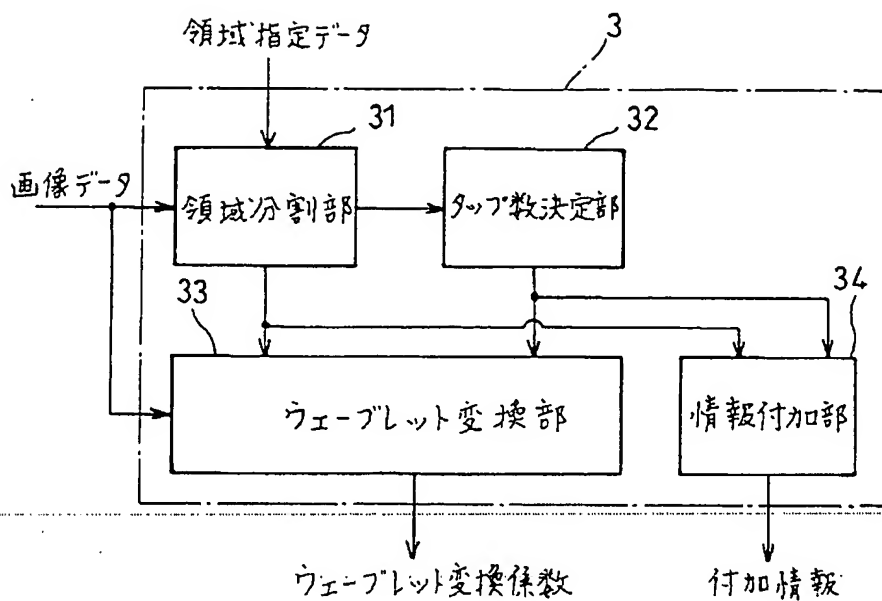 領域指定データ
3
31
32
画像データ
領域分割部
タップ数決定部
33
34
ウェーブレット変換部
情報付加部
ウェーブレット変換係数
付加情報